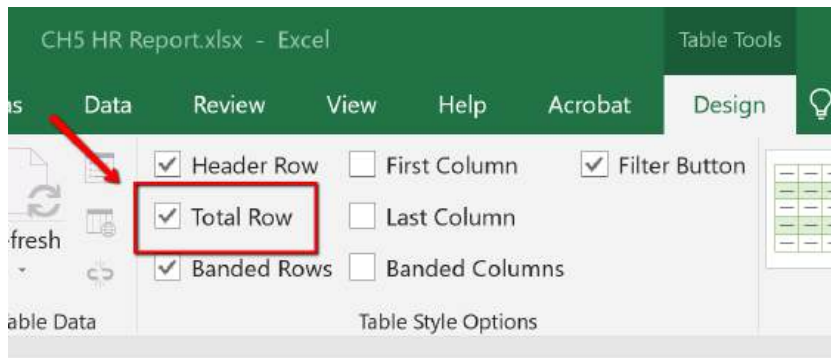 CH5 HR Report.xlsx - Excel
Table Tools
as Data Review View Help Acrobat Design
Header Row First Column Filter Button
Total Row Last Column
fresh
Banded Rows Banded Columns
able Data Table Style Options